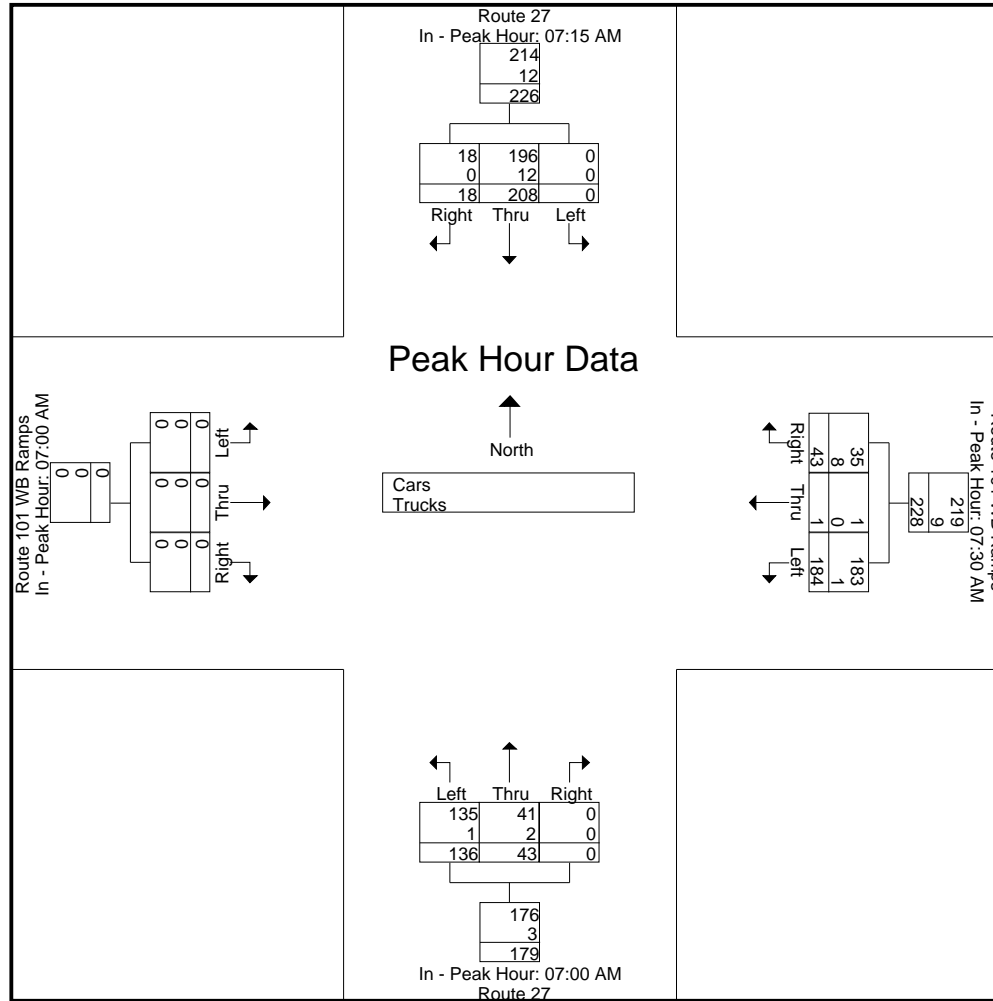 Route 27
In - Peak Hour: 07:15 AM
214
12
226
18 196 0
0 12 0
18 208 0
Right Thru Left
Peak Hour Data
North
Cars
Trucks
Route 101 WB Ramps
In - Peak Hour: 07:00 AM
0
0
0
Left
0
0
0
Thru
0
0
0
Right
0
0
0
In - Peak Hour: 07:30 AM
219
9
228
Right
35
8
43
Thru
1
0
1
Left
183
1
184
Left Thru Right
135 41 0
1 2 0
136 43 0
176
3
179
In - Peak Hour: 07:00 AM
Route 27